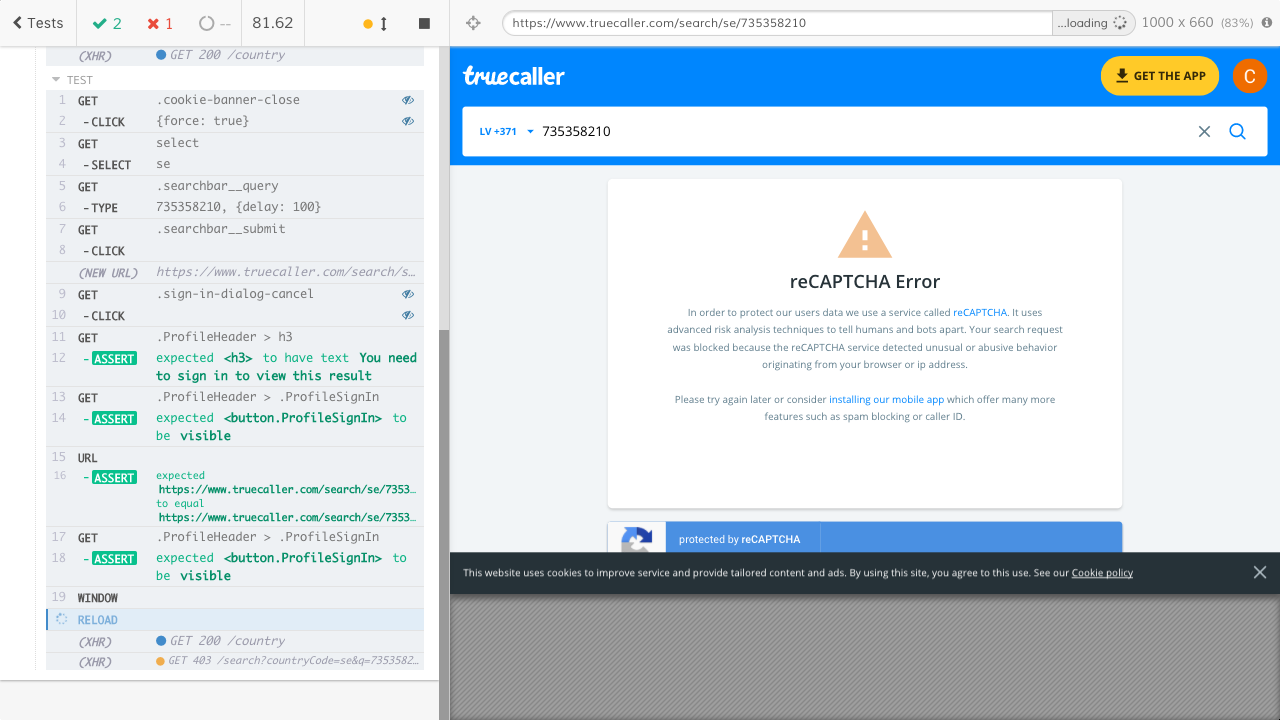 Tests 2 1 -- 81.62
https://www.truecaller.com/search/se/735358210 ...loading 1000 x 660 (83%)
(XHR) GET 200 /country
TEST
1 GET .cookie-banner-close
2 -CLICK {force: true}
3 GET select
4 -SELECT se
5 GET .searchbar__query
6 -TYPE 735358210, {delay: 100}
7 GET .searchbar__submit
8 -CLICK
(NEW URL) https://www.truecaller.com/search/s...
9 GET .sign-in-dialog-cancel
10 -CLICK
11 GET .ProfileHeader > h3
12 -ASSERT expected <h3> to have text You need
to sign in to view this result
13 GET .ProfileHeader > .ProfileSignIn
14 -ASSERT expected <button.ProfileSignIn> to
be visible
15 URL
16 -ASSERT expected
https://www.truecaller.com/search/se/7353...
to equal
https://www.truecaller.com/search/se/7353...
17 GET .ProfileHeader > .ProfileSignIn
18 -ASSERT expected <button.ProfileSignIn> to
be visible
19 WINDOW
RELOAD
(XHR) GET 200 /country
(XHR) GET 403 /search?countryCode=se&q=7353582...
truecaller
GET THE APP C
LV +371 735358210
reCAPTCHA Error
In order to protect our users data we use a service called reCAPTCHA. It uses
advanced risk analysis techniques to tell humans and bots apart. Your search request
was blocked because the reCAPTCHA service detected unusual or abusive behavior
originating from your browser or ip address.
Please try again later or consider installing our mobile app which offer many more
features such as spam blocking or caller ID.
protected by reCAPTCHA
This website uses cookies to improve service and provide tailored content and ads. By using this site, you agree to this use. See our Cookie policy